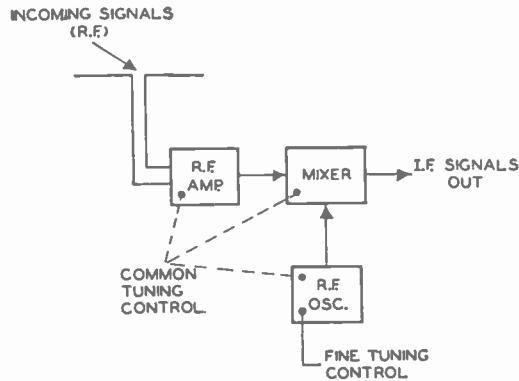 INCOMING SIGNALS
(R.F.)
R.F.
AMP.
MIXER
I.F. SIGNALS
OUT
COMMON
TUNING
CONTROL.
R.F.
OSC.
FINE TUNING
CONTROL